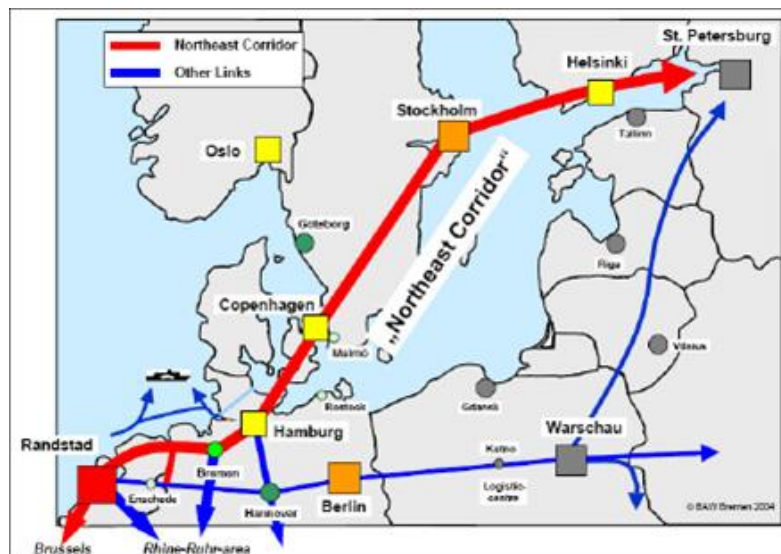 Northeast Corridor
Other Links
St. Petersburg
Helsinki
Stockholm
Tallinn
Oslo
„Northeast Corridor“
Göteborg
Riga
Copenhagen
Malmö
Vilnius
Rostock
Gdansk
Hamburg
Warschau
Randstad
Bremen
Kutno
Enschede
Logistic-
centre
Hannover
Berlin
© BAW Bremen 2004
Brussels
Rhine-Ruhr-area